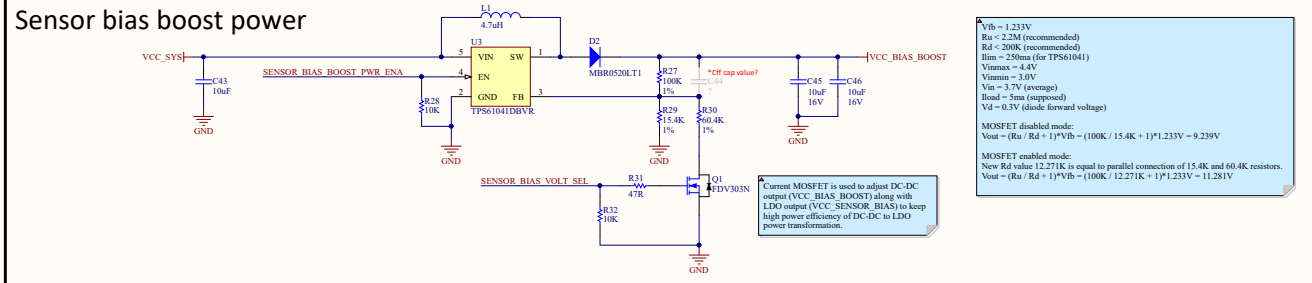 Sensor bias boost power
L1
4.7uH
U3
D2
VCC_SYS
5 VIN SW 1
MBR0520LT1
VCC_BIAS_BOOST
C43
10uF
GND
SENSOR_BIAS_BOOST_PWR_ENA
4 EN
2 GND FB 3
TPS61041DBVR
R28
10K
GND
R27
100K
1%
*Cff cap value?
C44
?
C45
10uF
16V
C46
10uF
16V
GND
R29
15.4K
1%
GND
R30
60.4K
1%
SENSOR_BIAS_VOLT_SEL
R31
47R
Q1
FDV303N
R32
10K
GND
Current MOSFET is used to adjust DC-DC
output (VCC_BIAS_BOOST) along with
LDO output (VCC_SENSOR_BIAS) to keep
high power efficiency of DC-DC to LDO
power transformation.
Vfb = 1.233V
Ru < 2.2M (recommended)
Rd < 200K (recommended)
Ilim = 250ma (for TPS61041)
Vinmax = 4.4V
Vinmin = 3.0V
Vin = 3.7V (average)
Iload = 5ma (supposed)
Vd = 0.3V (diode forward voltage)
MOSFET disabled mode:
Vout = (Ru / Rd + 1)*Vfb = (100K / 15.4K + 1)*1.233V = 9.239V
MOSFET enabled mode:
New Rd value 12.271K is equal to parallel connection of 15.4K and 60.4K resistors.
Vout = (Ru / Rd + 1)*Vfb = (100K / 12.271K + 1)*1.233V = 11.281V